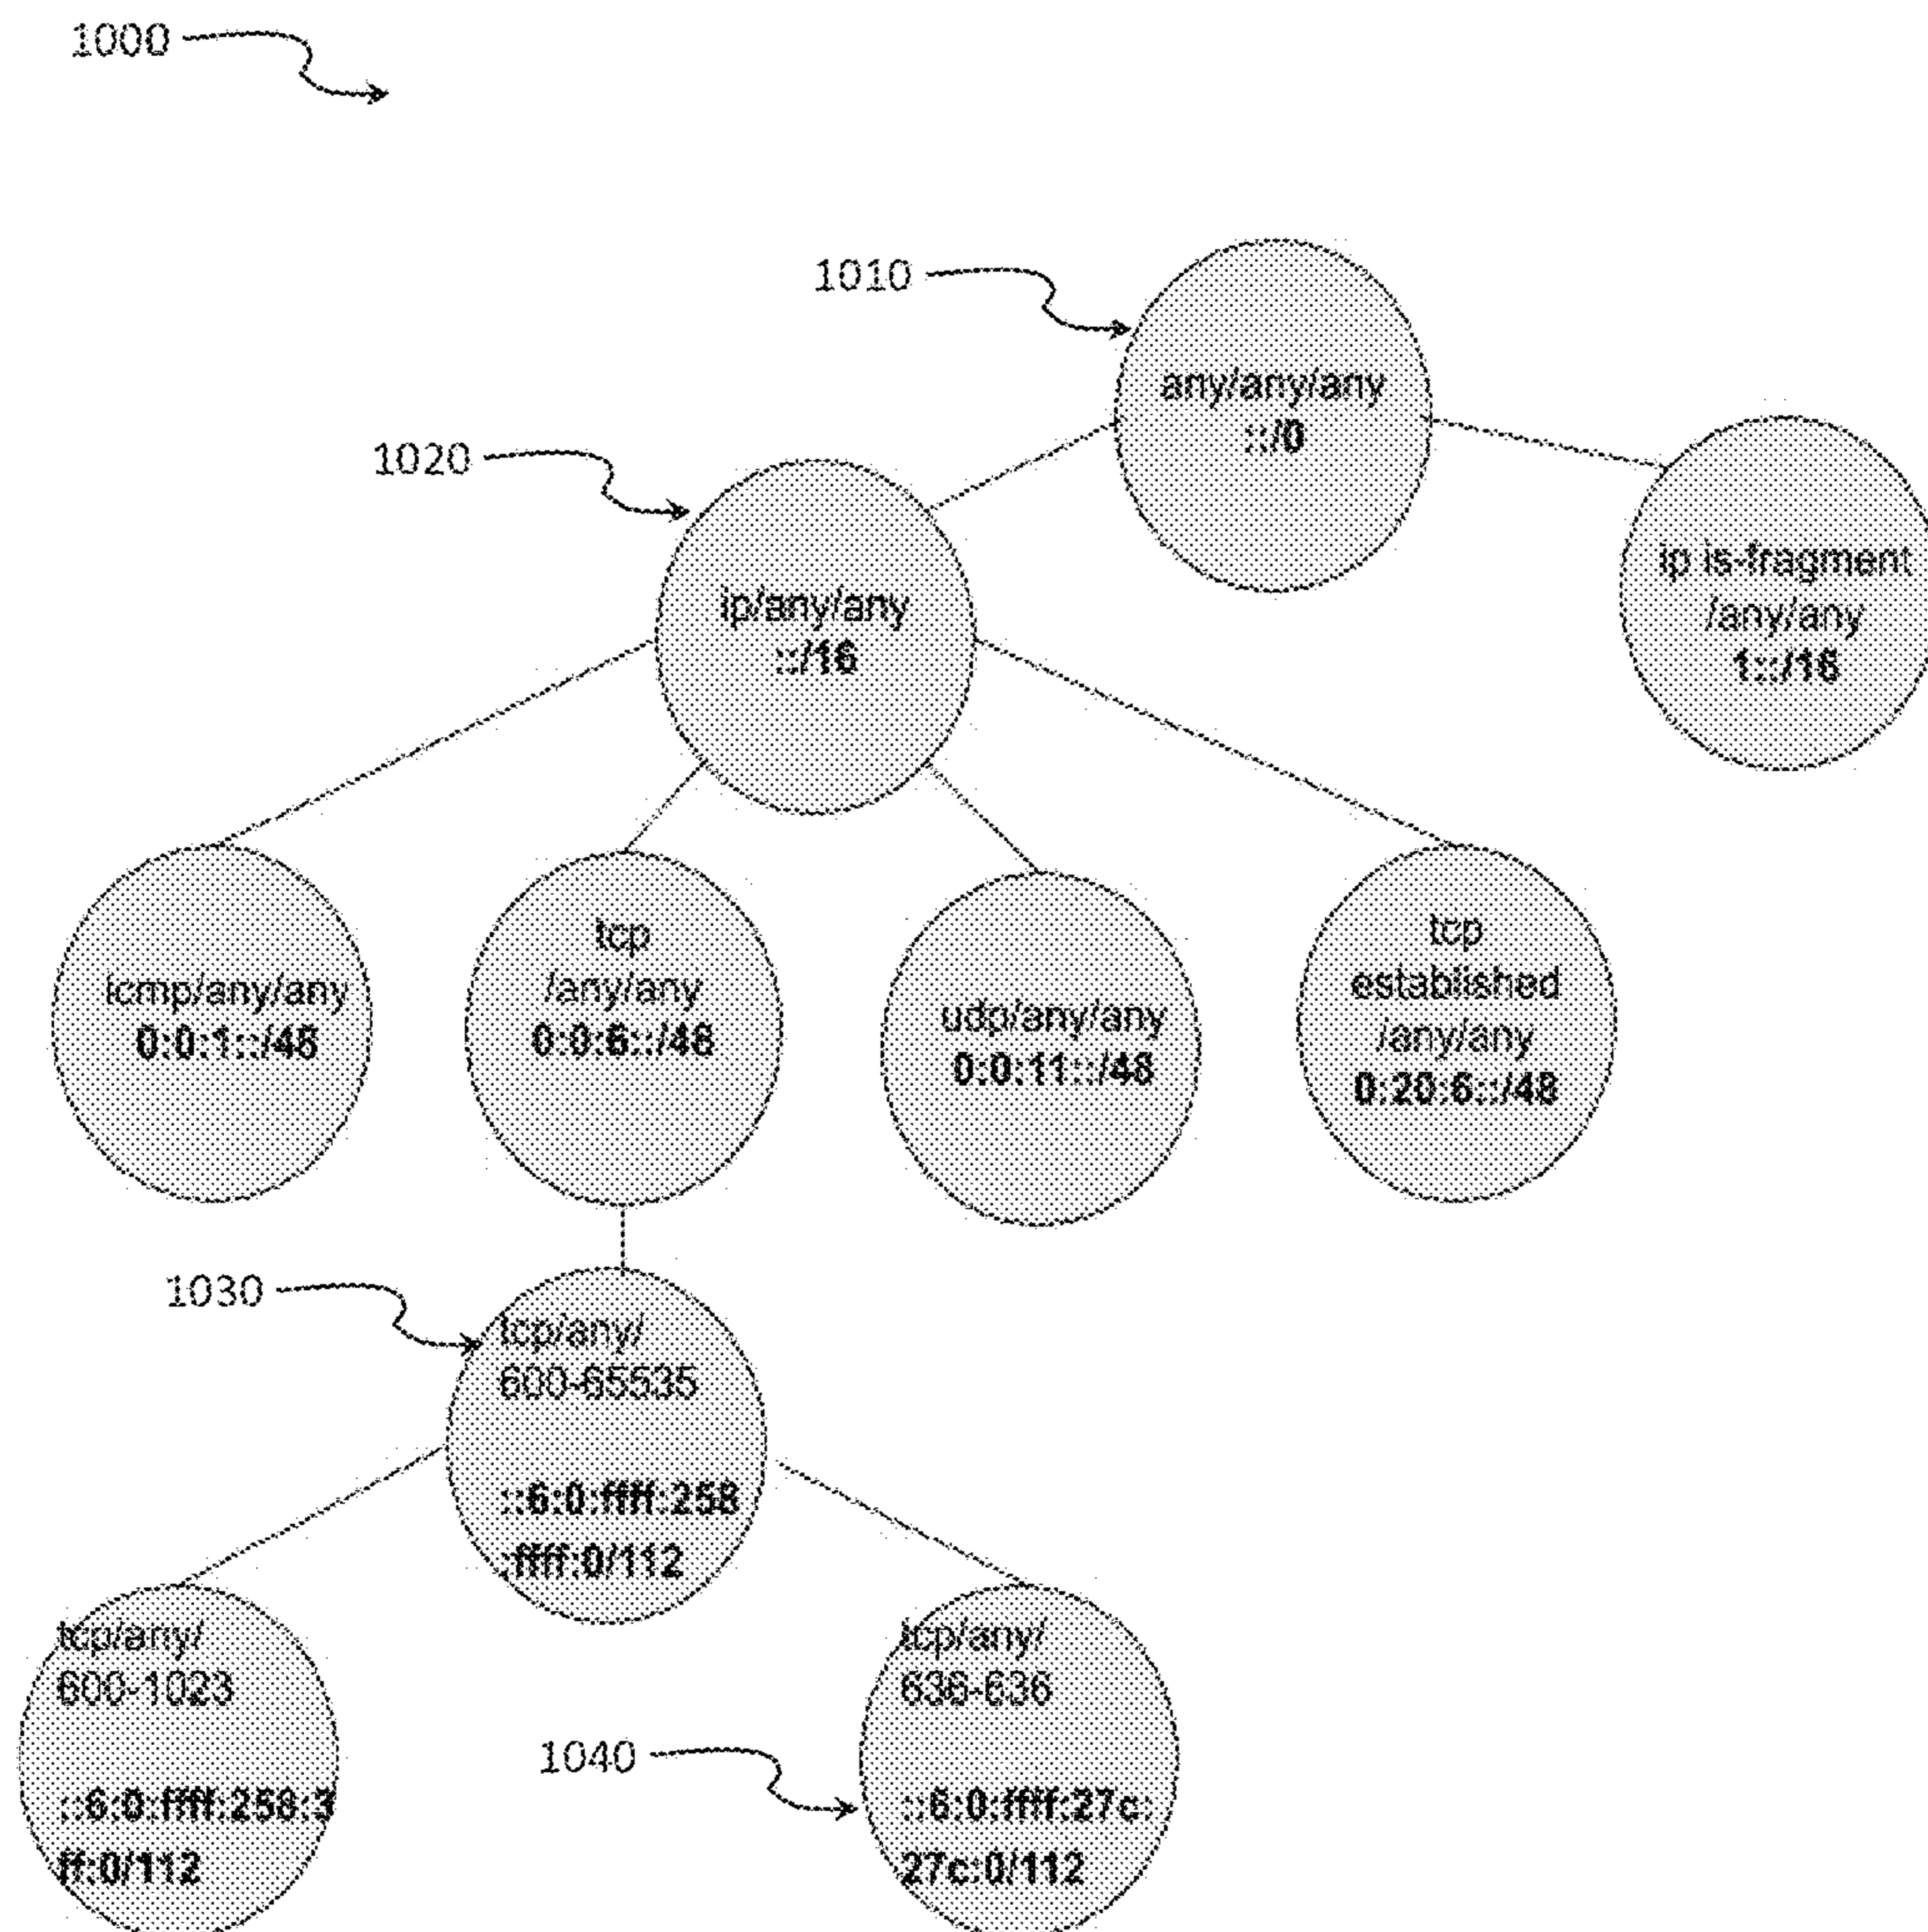 1000
1010
any/any/any
::/0
1020
ip/any/any
::/16
ip is-fragment
/any/any
1::/16
icmp/any/any
0:0:1::/48
tcp
/any/any
0:0:6::/48
udp/any/any
0:0:11::/48
tcp
established
/any/any
0:20:6::/48
1030
tcp/any/
600-65535
::6:0:ffff:258
:ffff:0/112
tcp/any/
600-1023
::6:0:ffff:258:3
ff:0/112
1040
tcp/any/
636-636
::6:0:ffff:27c:
27c:0/112